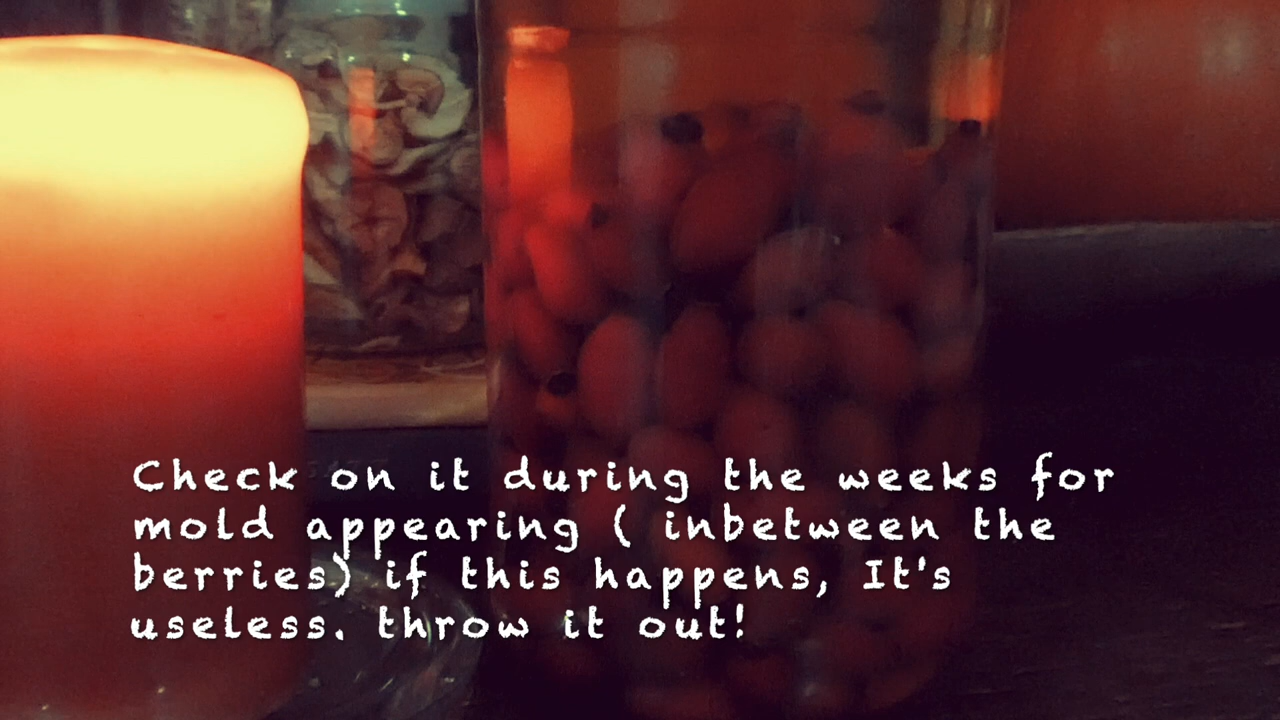 Check on it during the weeks for
mold appearing ( inbetween the
berries) if this happens, It's
useless. throw it out!